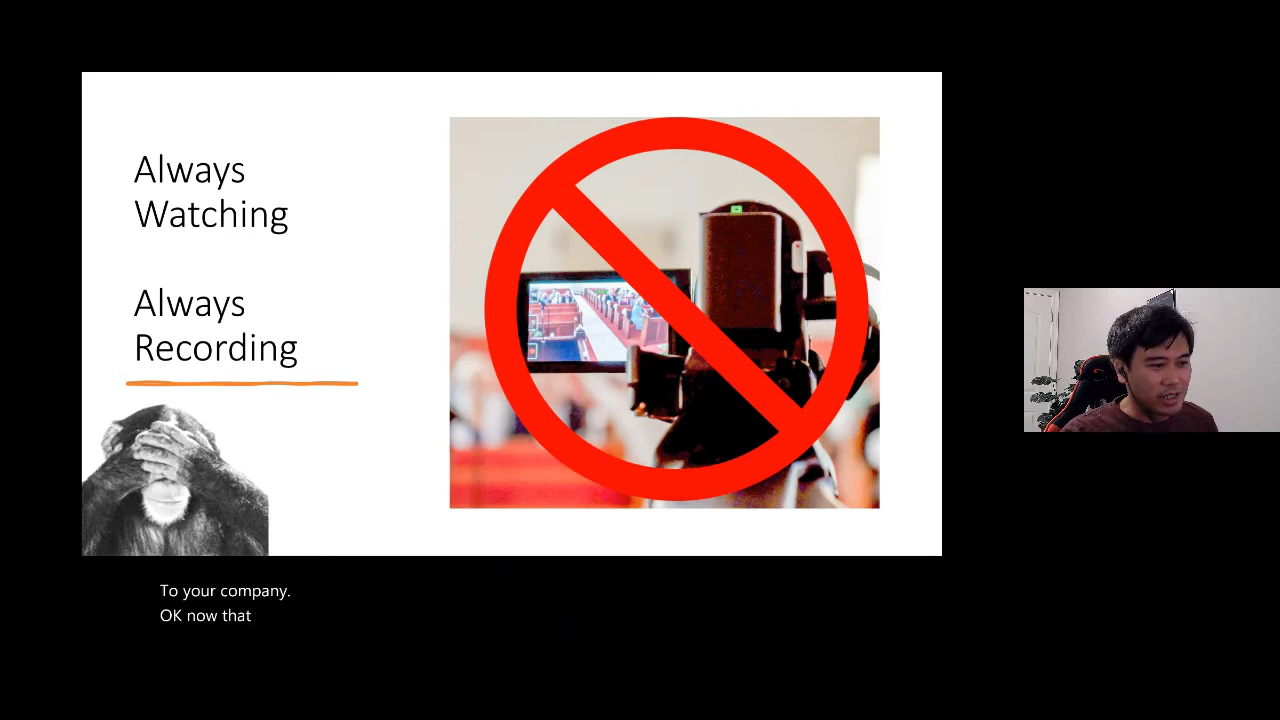 Always
Watching
Always
Recording
To your company.
OK now that